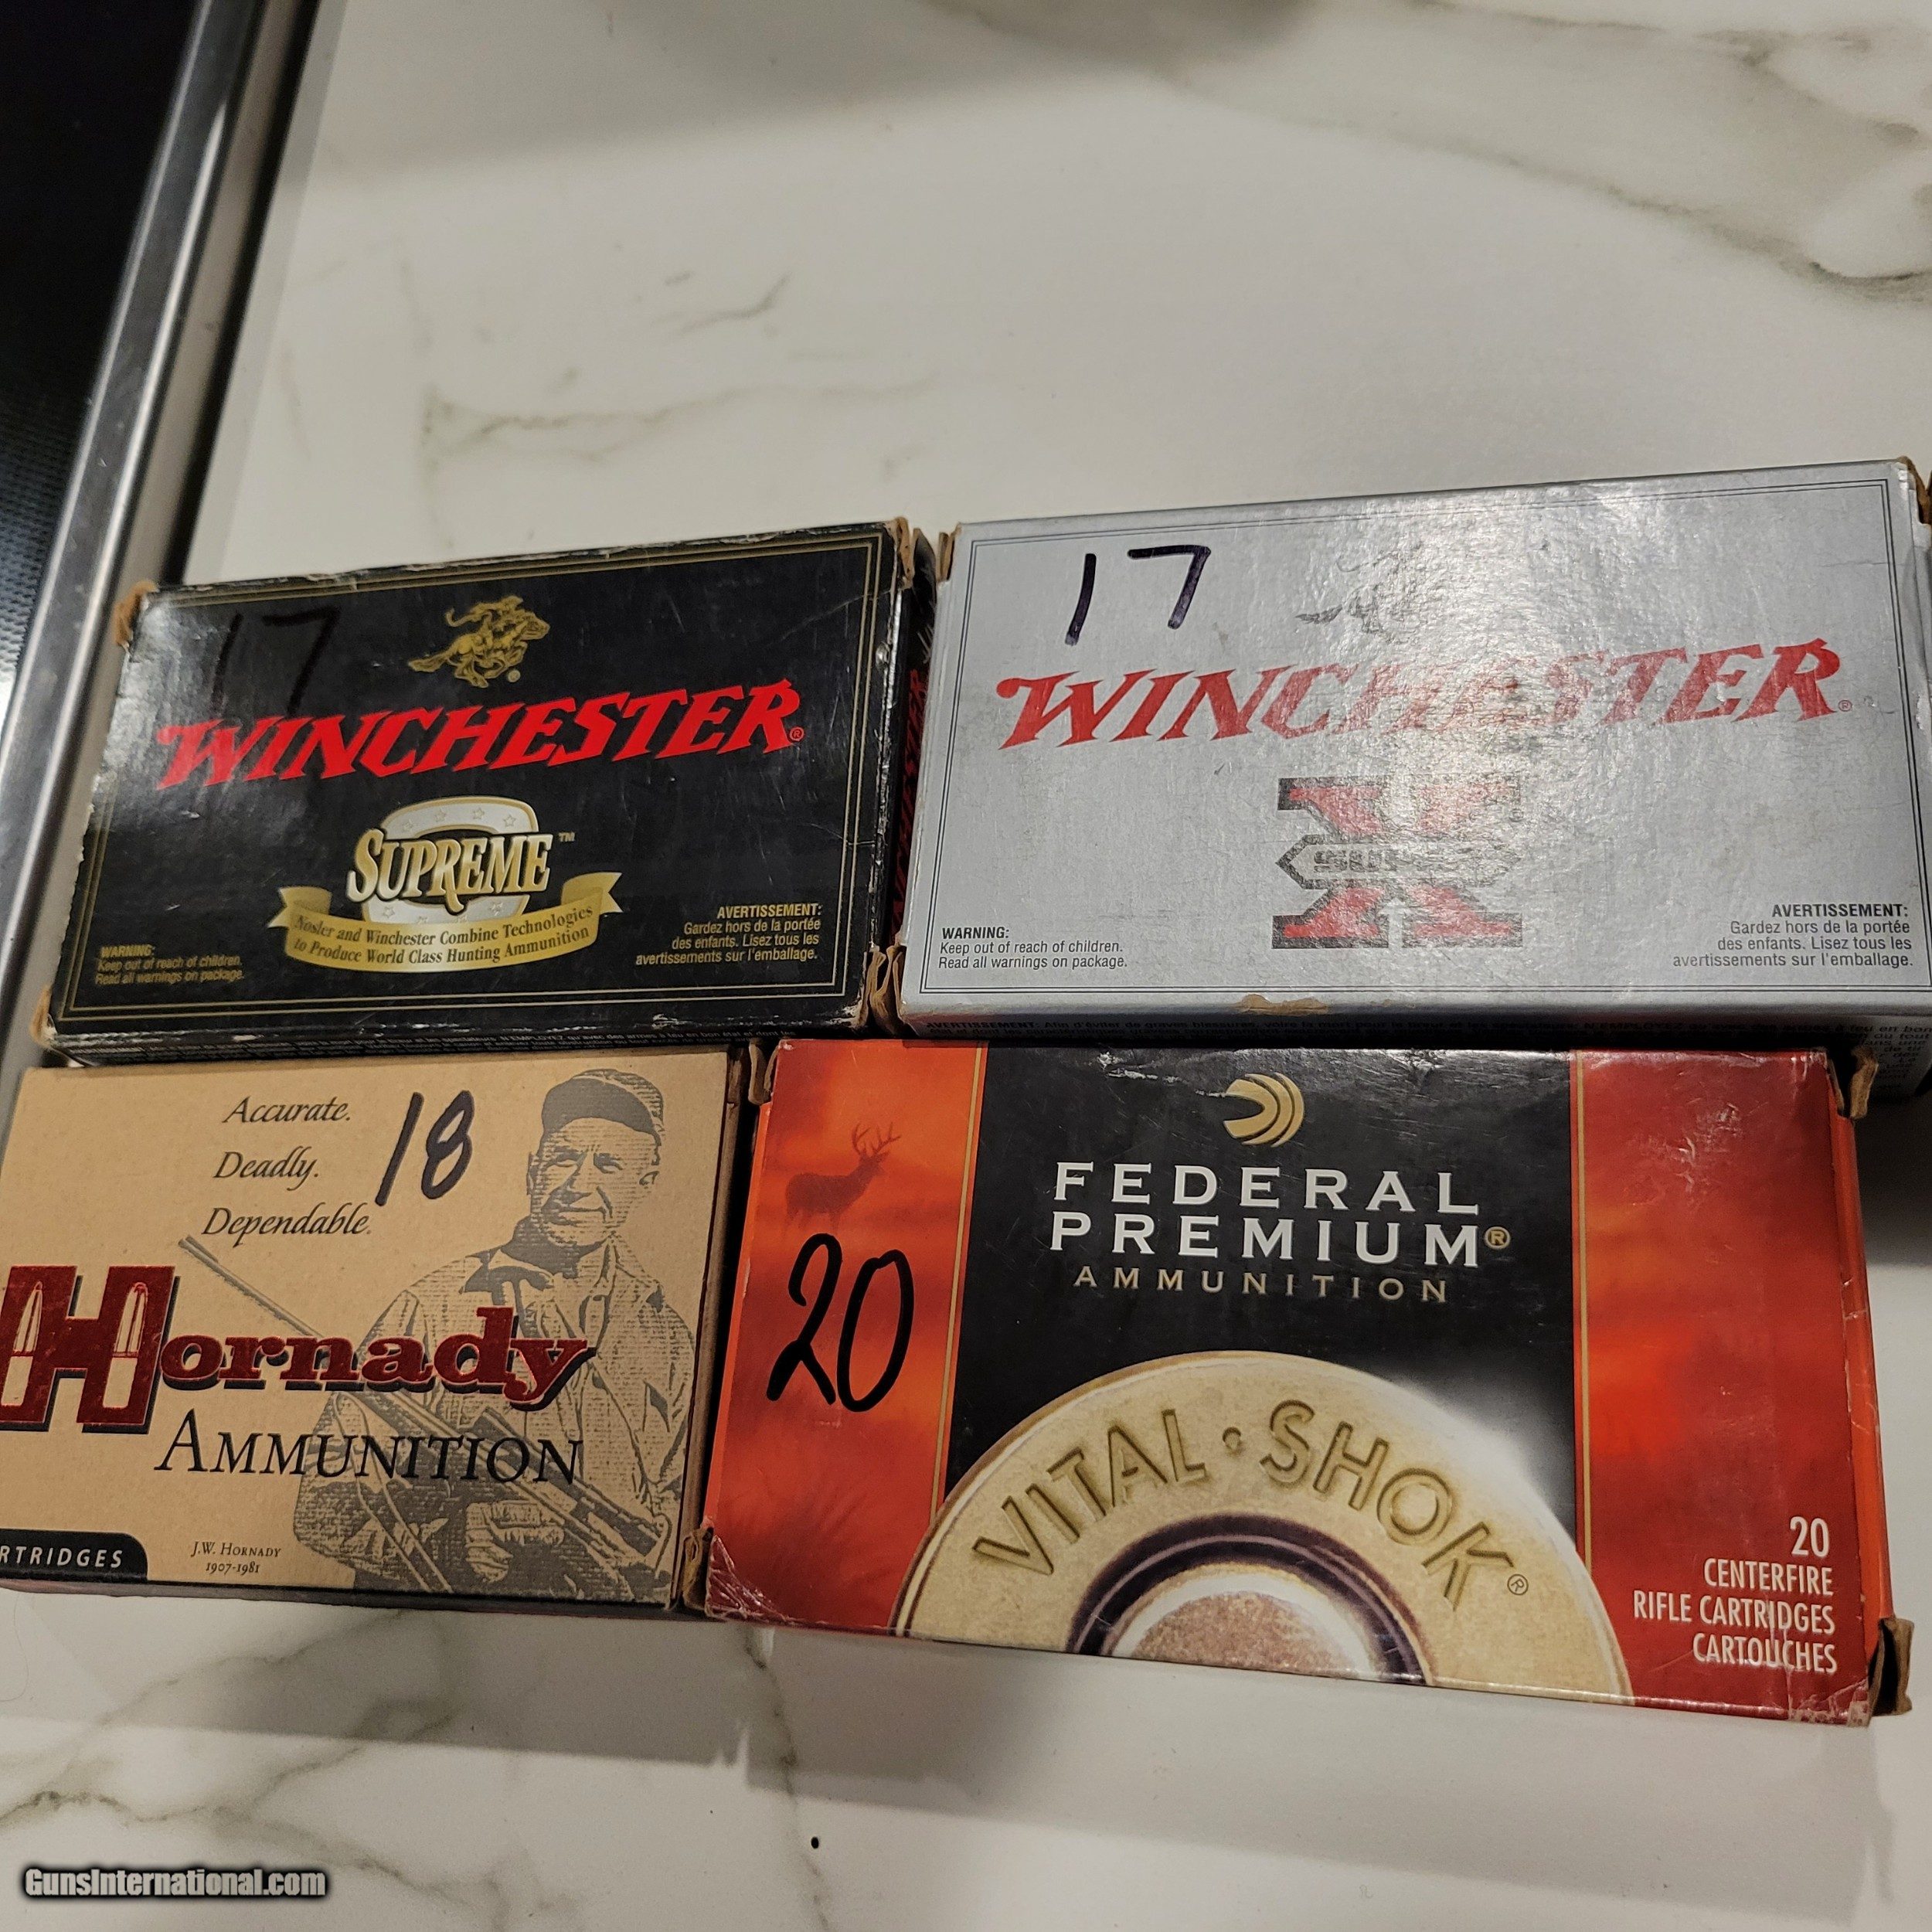 17
WINCHESTER®
SUPREME™
Nosler and Winchester Combine Technologies
to Produce World Class Hunting Ammunition
WARNING:
Keep out of reach of children.
Read all warnings on package.
AVERTISSEMENT:
Gardez hors de la portée
des enfants. Lisez tous les
avertissements sur l'emballage.
WINCHESTER
17
WINCHESTER®
X
WARNING:
Keep out of reach of children.
Read all warnings on package.
AVERTISSEMENT:
Gardez hors de la portée
des enfants. Lisez tous les
avertissements sur l'emballage.
Accurate.
Deadly.
Dependable.
18
Hornady
AMMUNITION
RTRIDGES
J.W. HORNADY
1907-1981
20
FEDERAL
PREMIUM®
AMMUNITION
VITAL·SHOK®
20
CENTERFIRE
RIFLE CARTRIDGES
CARTOUCHES
GunsInternational.com